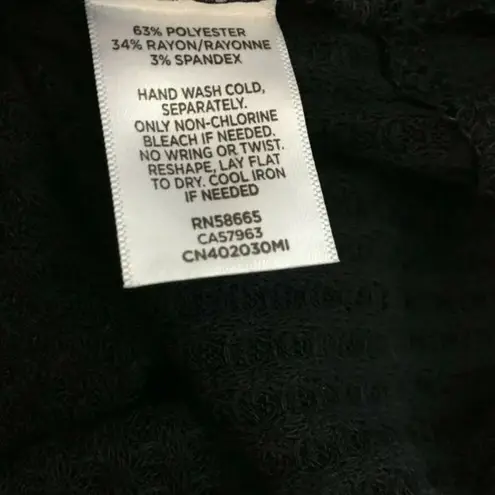 63% POLYESTER
34% RAYON/RAYONNE
3% SPANDEX
HAND WASH COLD,
SEPARATELY.
ONLY NON-CHLORINE
BLEACH IF NEEDED.
NO WRING OR TWIST.
RESHAPE, LAY FLAT
TO DRY. COOL IRON
IF NEEDED
RN58665
CA57963
CN402030MI